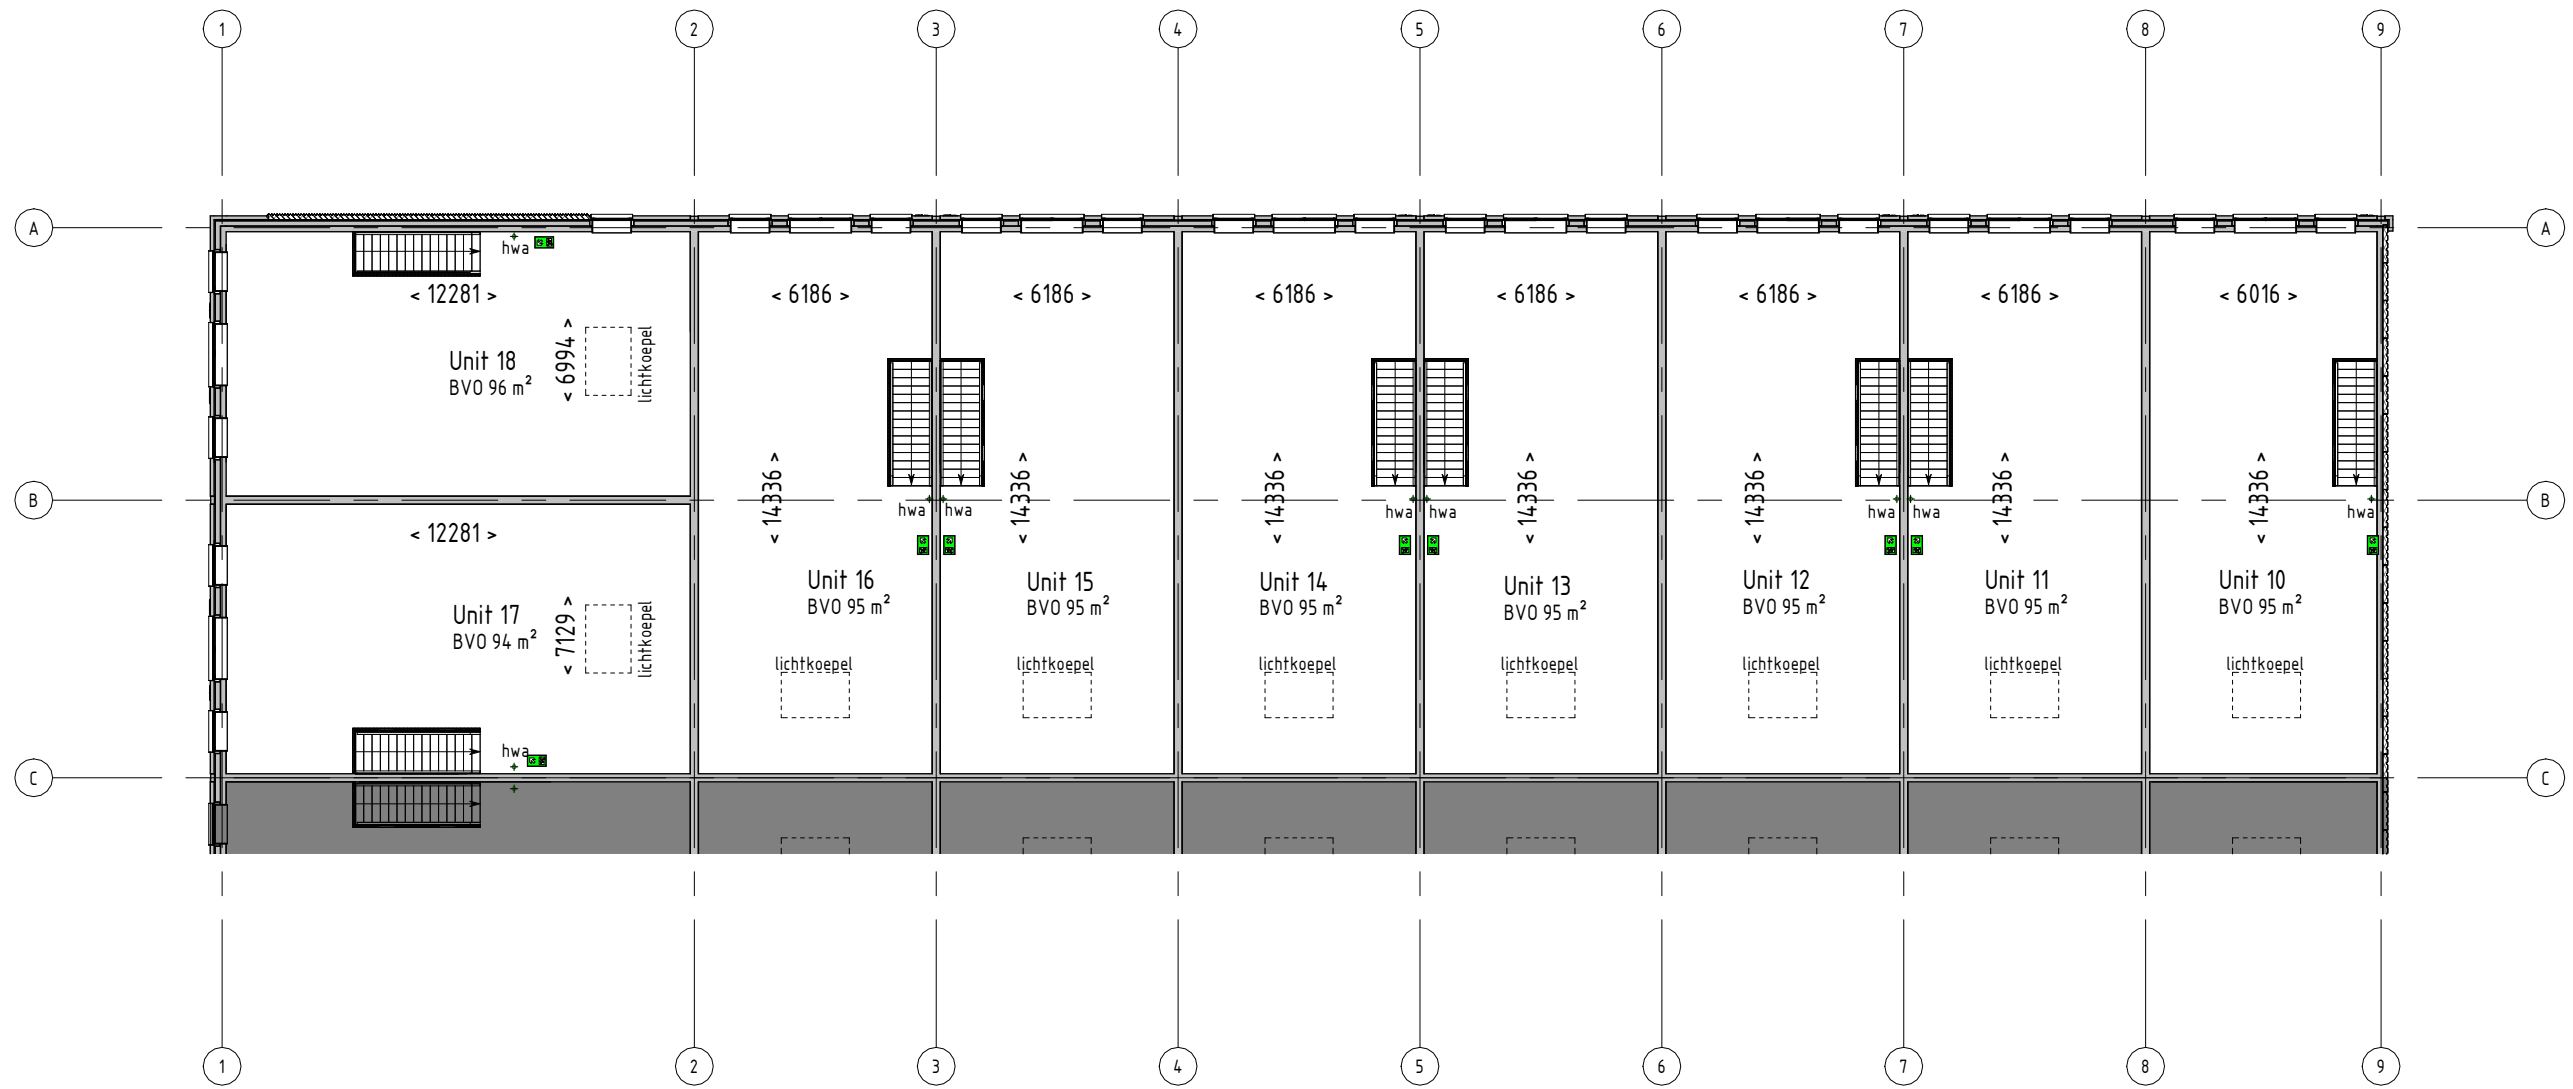 1 2 3 4 5 6 7 8 9
A A
hwa
< 12281 > < 6186 > < 6186 > < 6186 > < 6186 > < 6186 > < 6186 > < 6016 >
Unit 18
BVO 96 m²
< 6994 >
lichtkoepel
B B
< 14336 > < 14336 > < 14336 > < 14336 > < 14336 > < 14336 > < 14336 >
hwa hwa hwa hwa hwa hwa hwa
< 12281 >
Unit 17
BVO 94 m²
< 7129 >
lichtkoepel
Unit 16
BVO 95 m²
Unit 15
BVO 95 m²
Unit 14
BVO 95 m²
Unit 13
BVO 95 m²
Unit 12
BVO 95 m²
Unit 11
BVO 95 m²
Unit 10
BVO 95 m²
lichtkoepel lichtkoepel lichtkoepel lichtkoepel lichtkoepel lichtkoepel lichtkoepel
hwa
C C
1 2 3 4 5 6 7 8 9